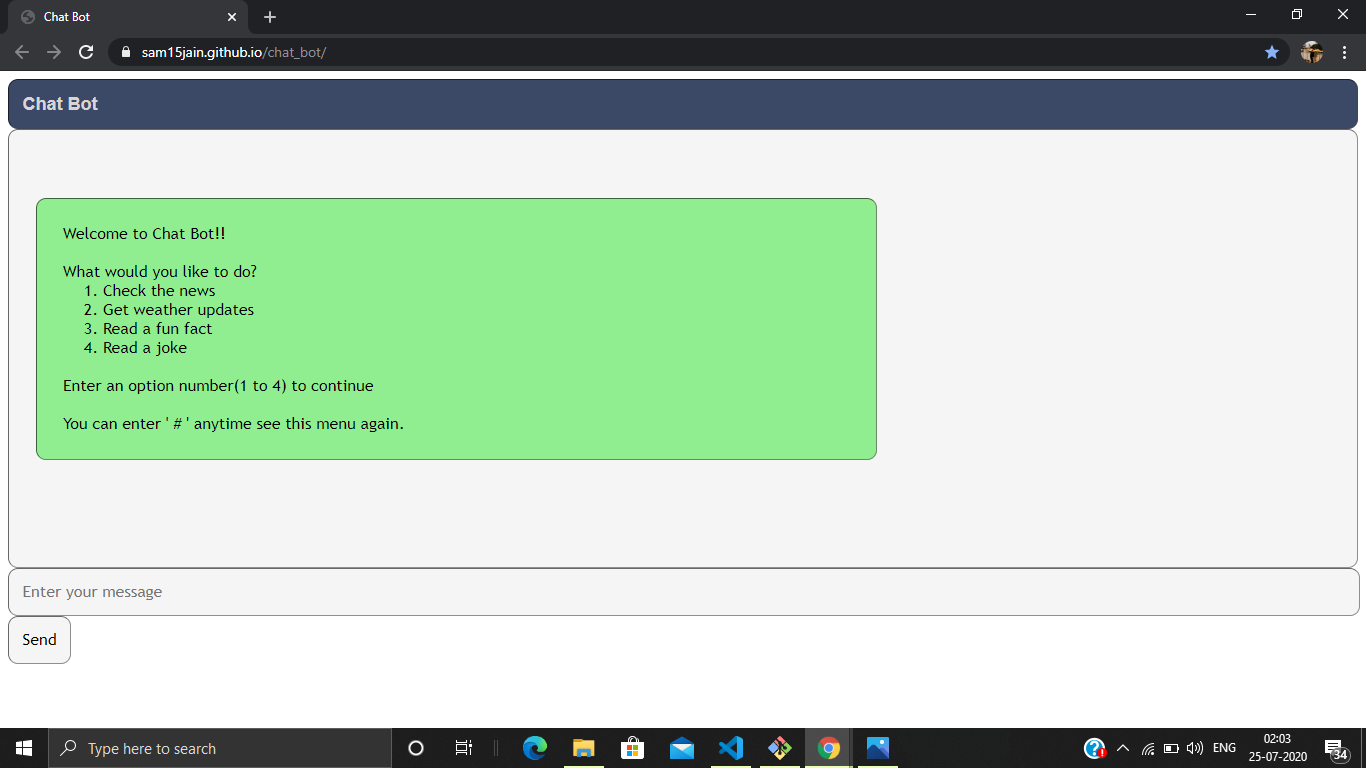 Chat Bot
sam15jain.github.io/chat_bot/
Chat Bot
Welcome to Chat Bot!!
What would you like to do?
1. Check the news
2. Get weather updates
3. Read a fun fact
4. Read a joke
Enter an option number(1 to 4) to continue
You can enter ' # ' anytime see this menu again.
Enter your message
Send
Type here to search
ENG
02:03
25-07-2020
34